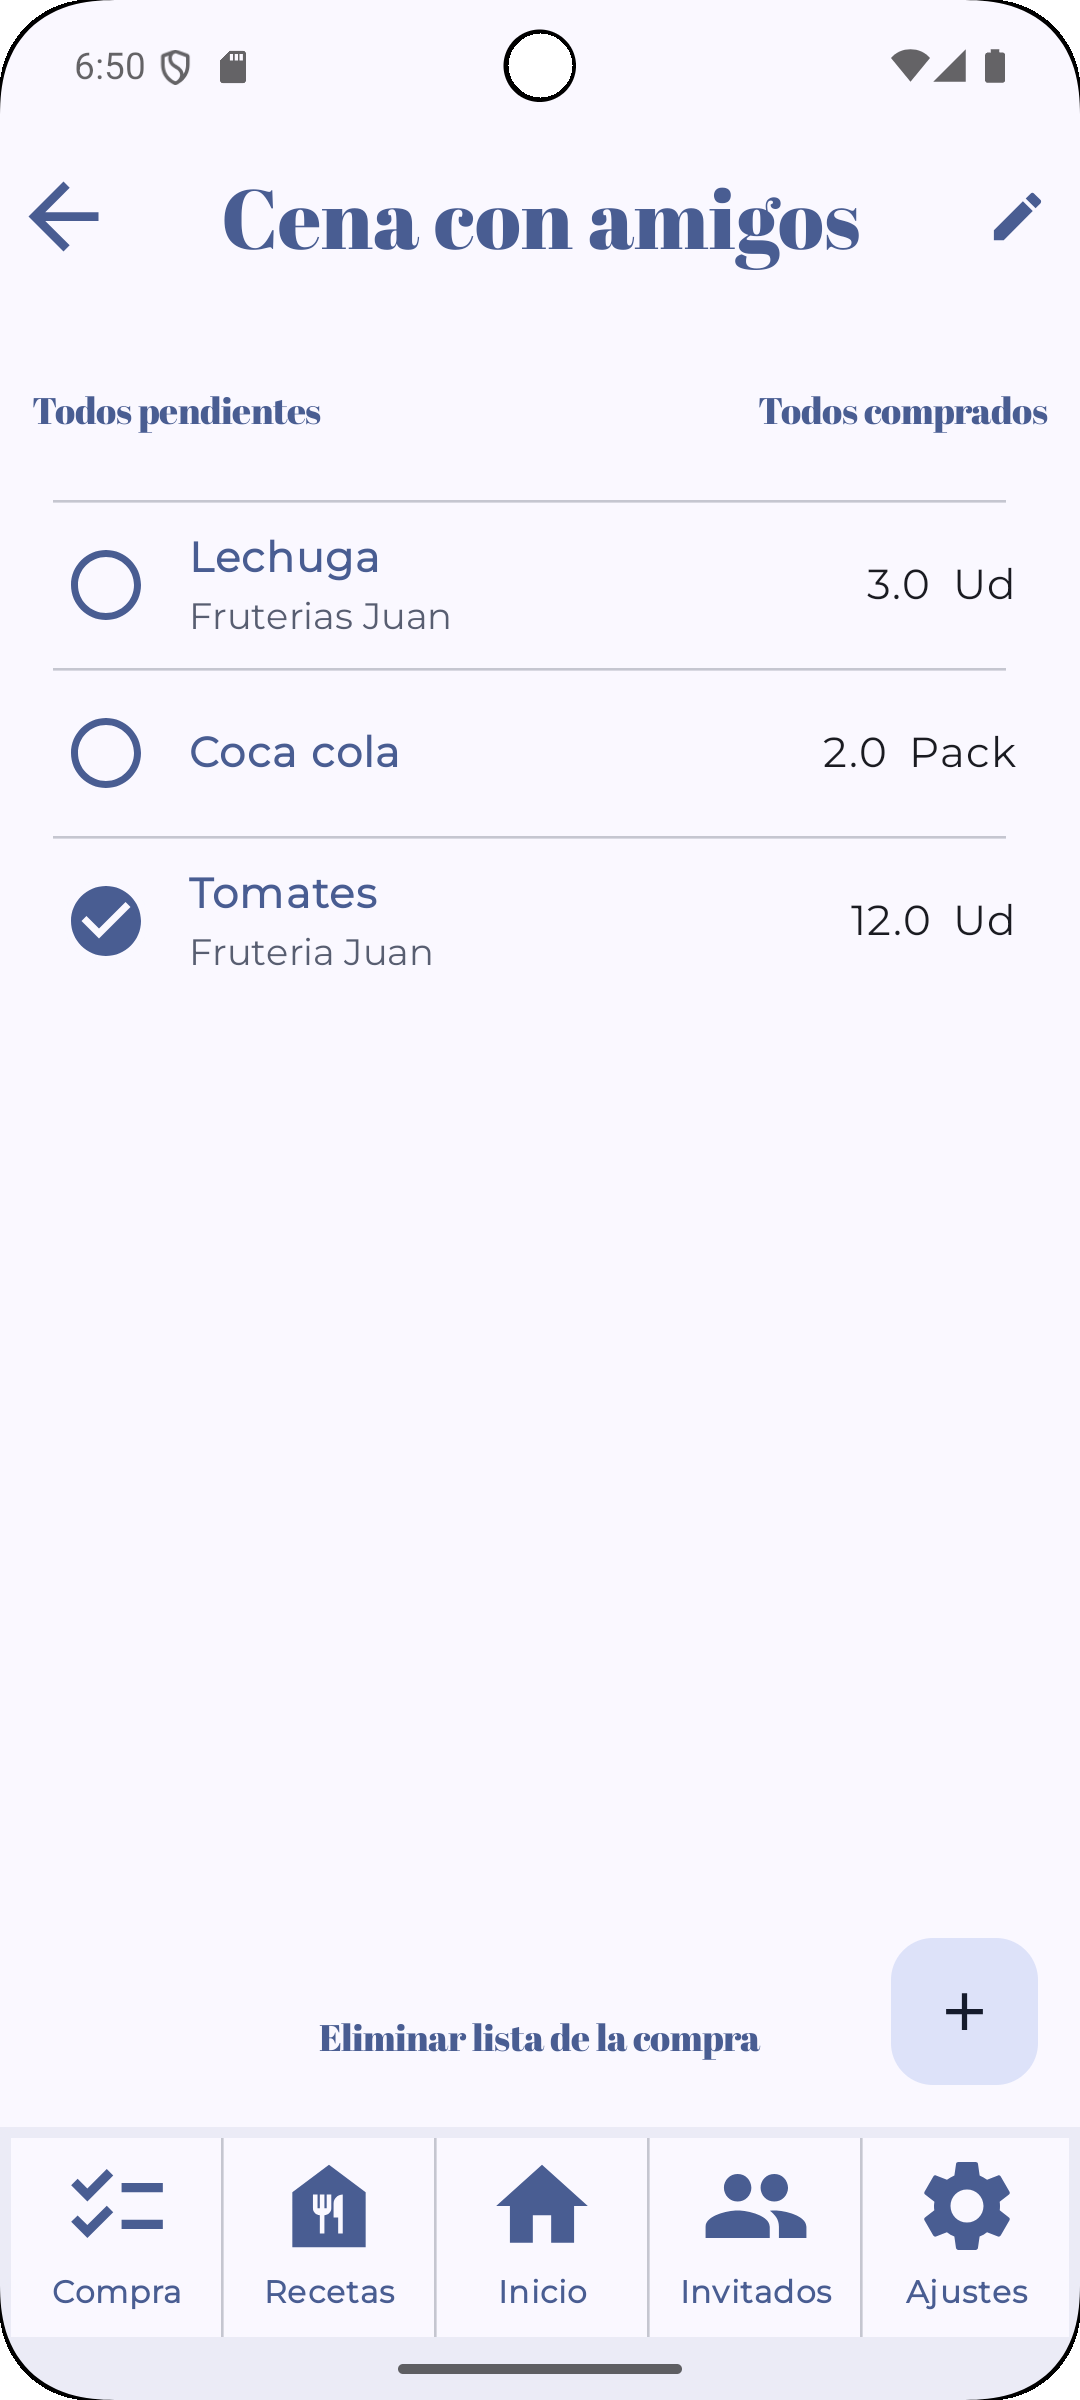 6:50
Cena con amigos
Todos pendientes
Todos comprados
Lechuga
Fruterias Juan
3.0 Ud
Coca cola
2.0 Pack
Tomates
Fruteria Juan
12.0 Ud
Eliminar lista de la compra
+
Compra
Recetas
Inicio
Invitados
Ajustes